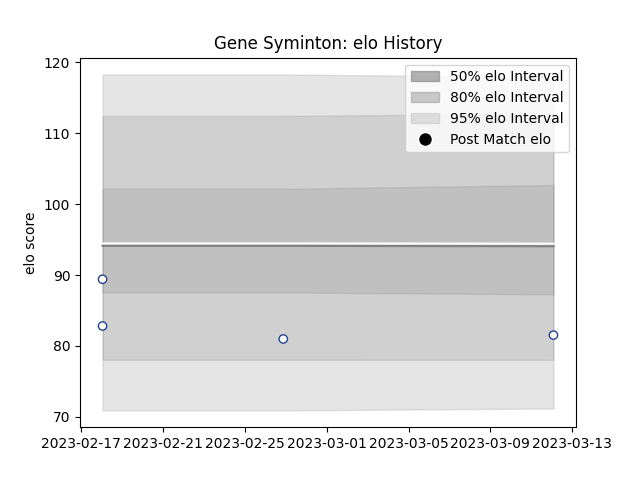 Gene Syminton: elo History
120
110
100
90
80
70
elo score
50% elo Interval
80% elo Interval
95% elo Interval
Post Match elo
2023-02-17 2023-02-21 2023-02-25 2023-03-01 2023-03-05 2023-03-09 2023-03-13